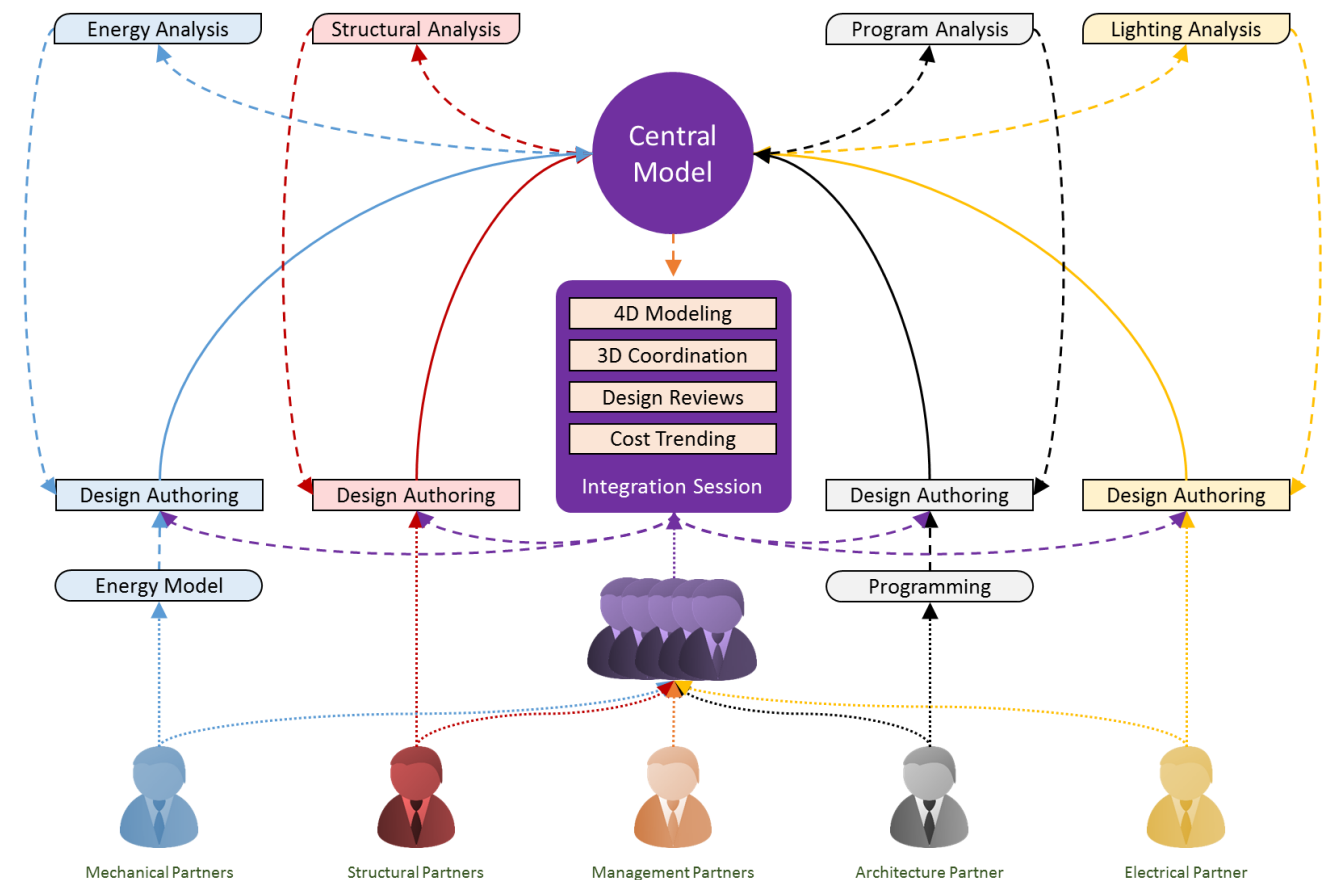 Energy Analysis
Structural Analysis
Program Analysis
Lighting Analysis
Central
Model
4D Modeling
3D Coordination
Design Reviews
Cost Trending
Integration Session
Design Authoring
Design Authoring
Design Authoring
Design Authoring
Energy Model
Programming
Mechanical Partners
Structural Partners
Management Partners
Architecture Partner
Electrical Partner